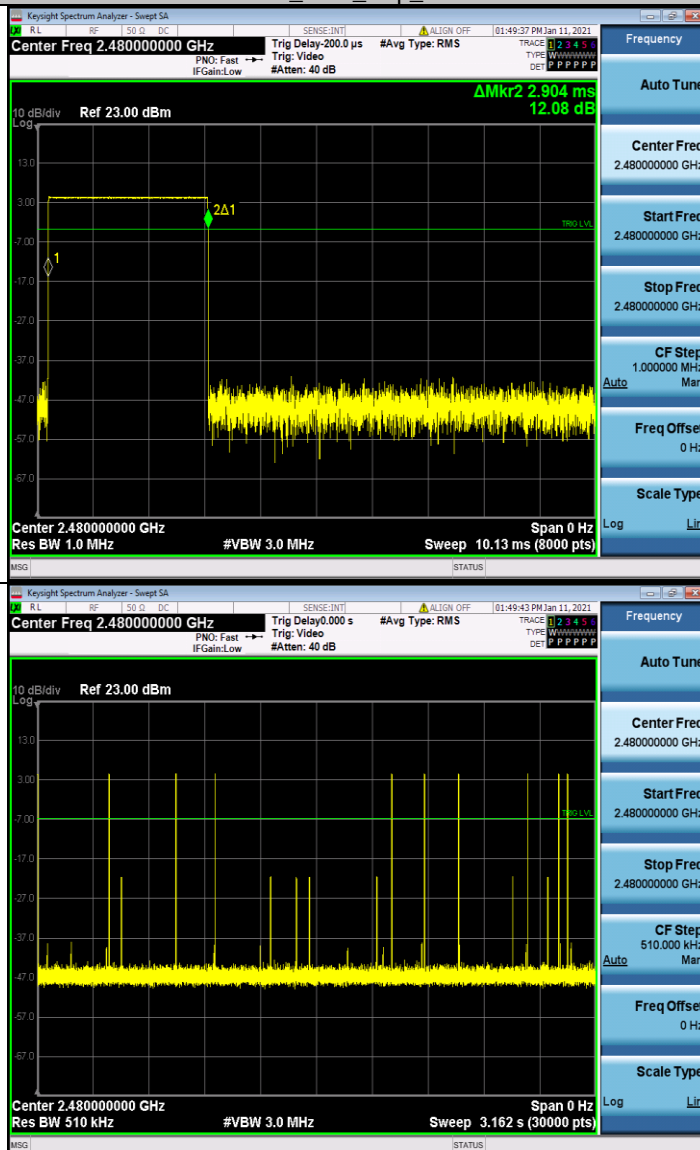 Keysight Spectrum Analyzer - Swept SA
RL RF 50 Ω DC SENSE:INT ALIGN OFF 01:49:37 PM Jan 11, 2021
Center Freq 2.480000000 GHz
Trig Delay-200.0 µs #Avg Type: RMS TRACE 1 2 3 4 5 6
PNO: Fast Trig: Video TYPE W
IFGain:Low #Atten: 40 dB DET P P P P P P
Frequency
ΔMkr2 2.904 ms
12.08 dB
10 dB/div Ref 23.00 dBm
Log
13.0
3.00
-7.00
-17.0
-27.0
-37.0
-47.0
-57.0
-67.0
2Δ1
TRIG LVL
1
Center 2.480000000 GHz Span 0 Hz
Res BW 1.0 MHz #VBW 3.0 MHz Sweep 10.13 ms (8000 pts)
MSG STATUS
Auto Tune
Center Freq
2.480000000 GHz
Start Freq
2.480000000 GHz
Stop Freq
2.480000000 GHz
CF Step
1.000000 MHz
Auto Man
Freq Offset
0 Hz
Scale Type
Log Lin
Keysight Spectrum Analyzer - Swept SA
RL RF 50 Ω DC SENSE:INT ALIGN OFF 01:49:43 PM Jan 11, 2021
Center Freq 2.480000000 GHz
Trig Delay0.000 s #Avg Type: RMS TRACE 1 2 3 4 5 6
PNO: Fast Trig: Video TYPE W
IFGain:Low #Atten: 40 dB DET P P P P P P
Frequency
10 dB/div Ref 23.00 dBm
Log
13.0
3.00
-7.00
-17.0
-27.0
-37.0
-47.0
-57.0
-67.0
TRIG LVL
Center 2.480000000 GHz Span 0 Hz
Res BW 510 kHz #VBW 3.0 MHz Sweep 3.162 s (30000 pts)
MSG STATUS
Auto Tune
Center Freq
2.480000000 GHz
Start Freq
2.480000000 GHz
Stop Freq
2.480000000 GHz
CF Step
510.000 kHz
Auto Man
Freq Offset
0 Hz
Scale Type
Log Lin